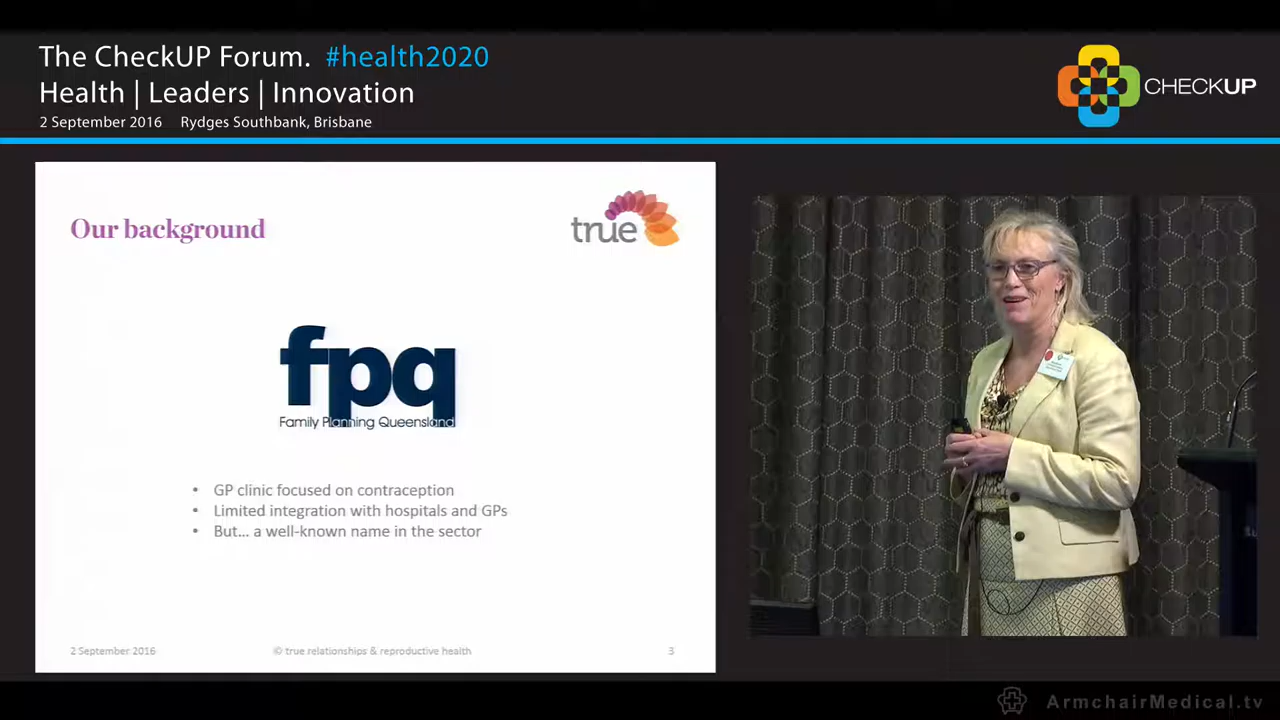 The CheckUP Forum. #health2020
Health | Leaders | Innovation
2 September 2016 Rydges Southbank, Brisbane
CHECKUP
Our background
true
fpq
Family Planning Queensland
• GP clinic focused on contraception
• Limited integration with hospitals and GPs
• But... a well-known name in the sector
2 September 2016
© true relationships & reproductive health
3
ArmchairMedical.tv